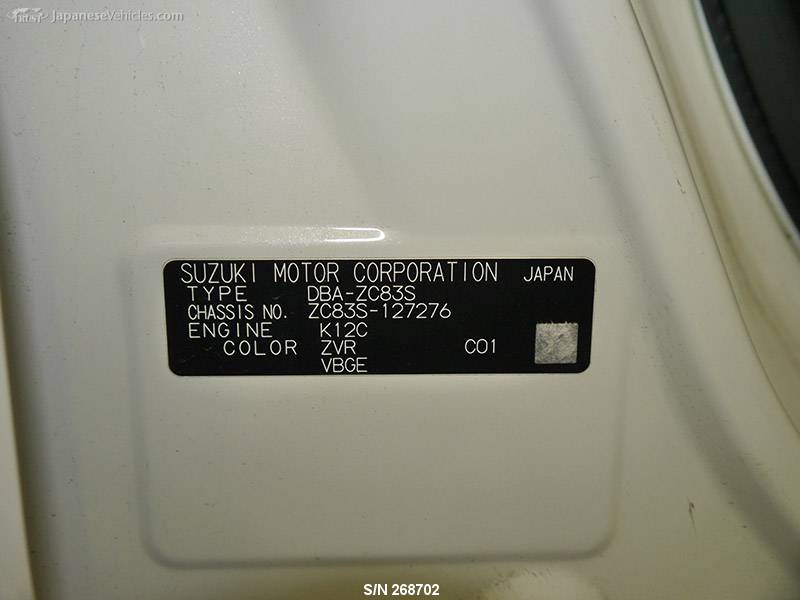 TRUST JapaneseVehicles.com
SUZUKI MOTOR CORPORATION JAPAN
TYPE DBA-ZC83S
CHASSIS NO. ZC83S-127276
ENGINE K12C
COLOR ZVR C01
VBGE
S/N 268702